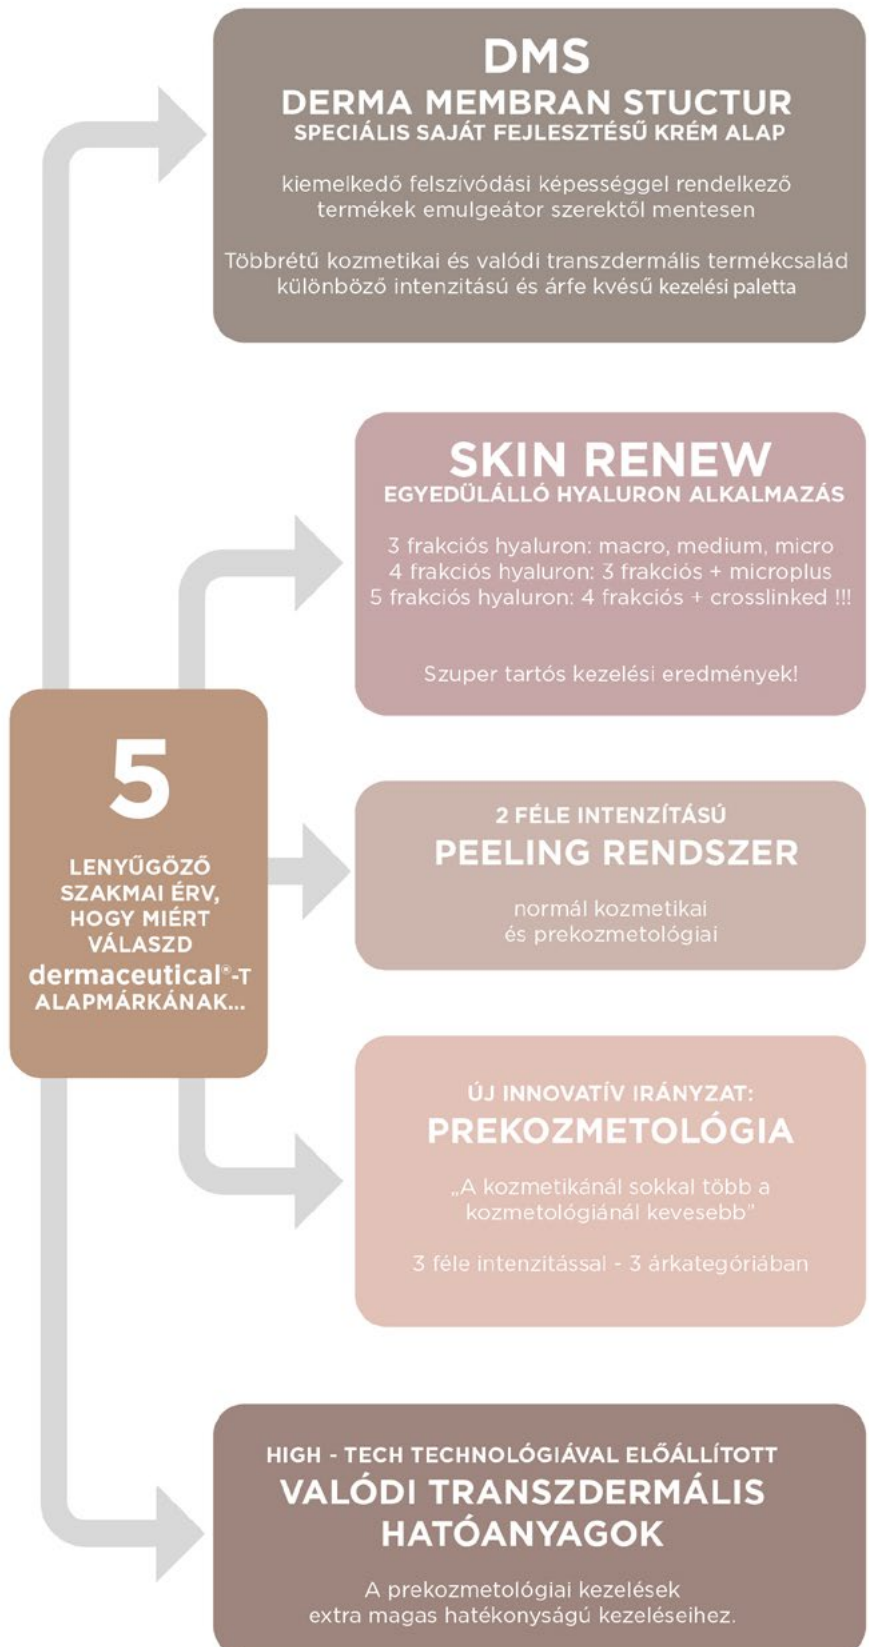 DMS
DERMA MEMBRAN STUCTUR
SPECIÁLIS SAJÁT FEJLESZTÉSŰ KRÉM ALAP
kiemelkedő felszívódási képességgel rendelkező
termékek emulgeátor szerektől mentesen
Többrétű kozmetikai és valódi transzdermális termékcsalád
különböző intenzitású és árfe kvésű kezelési paletta
SKIN RENEW
EGYEDÜLÁLLÓ HYALURON ALKALMAZÁS
3 frakciós hyaluron: macro, medium, micro
4 frakciós hyaluron: 3 frakciós + microplus
5 frakciós hyaluron: 4 frakciós + crosslinked !!!
Szuper tartós kezelési eredmények!
5
LENYŰGÖZŐ
SZAKMAI ÉRV,
HOGY MIÉRT
VÁLASZD
dermaceutical®-T
ALAPMÁRKÁNAK...
2 FÉLE INTENZÍTÁSÚ
PEELING RENDSZER
normál kozmetikai
és prekozmetológiai
ÚJ INNOVATÍV IRÁNYZAT:
PREKOZMETOLÓGIA
„A kozmetikánál sokkal több a
kozmetológiánál kevesebb"
3 féle intenzitással - 3 árkategóriában
HIGH - TECH TECHNOLÓGIÁVAL ELŐÁLLÍTOTT
VALÓDI TRANSZDERMÁLIS
HATÓANYAGOK
A prekozmetológiai kezelések
extra magas hatékonyságú kezeléseihez.